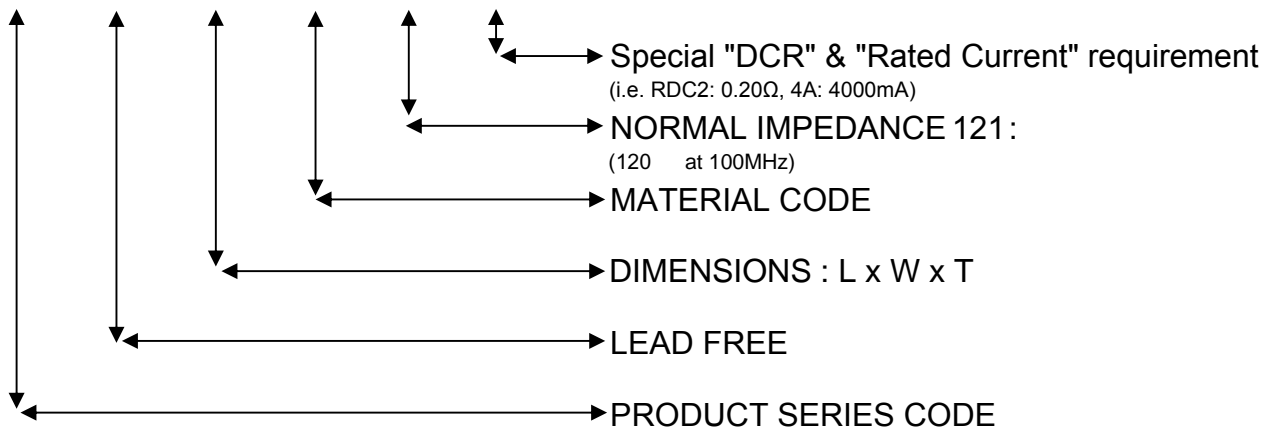 Special "DCR" & "Rated Current" requirement
(i.e. RDC2: 0.20Ω, 4A: 4000mA)
NORMAL IMPEDANCE 121 :
(120 at 100MHz)
MATERIAL CODE
DIMENSIONS : L x W x T
LEAD FREE
PRODUCT SERIES CODE